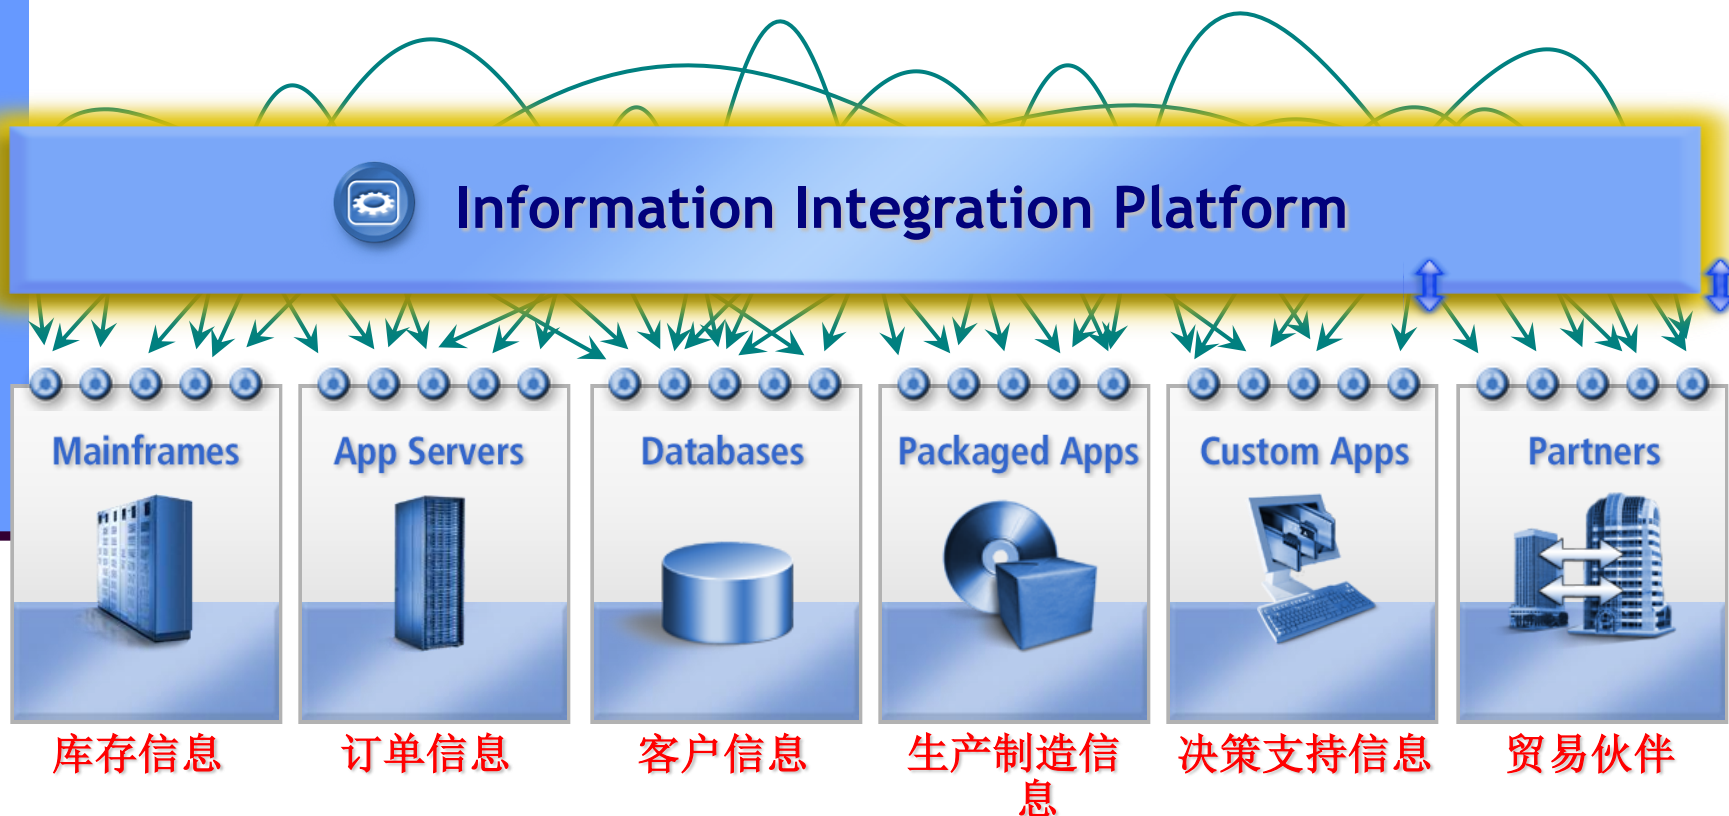 Information Integration Platform
Mainframes
App Servers
Databases
Packaged Apps
Custom Apps
Partners
库存信息
订单信息
客户信息
生产制造信
息
决策支持信息
贸易伙伴